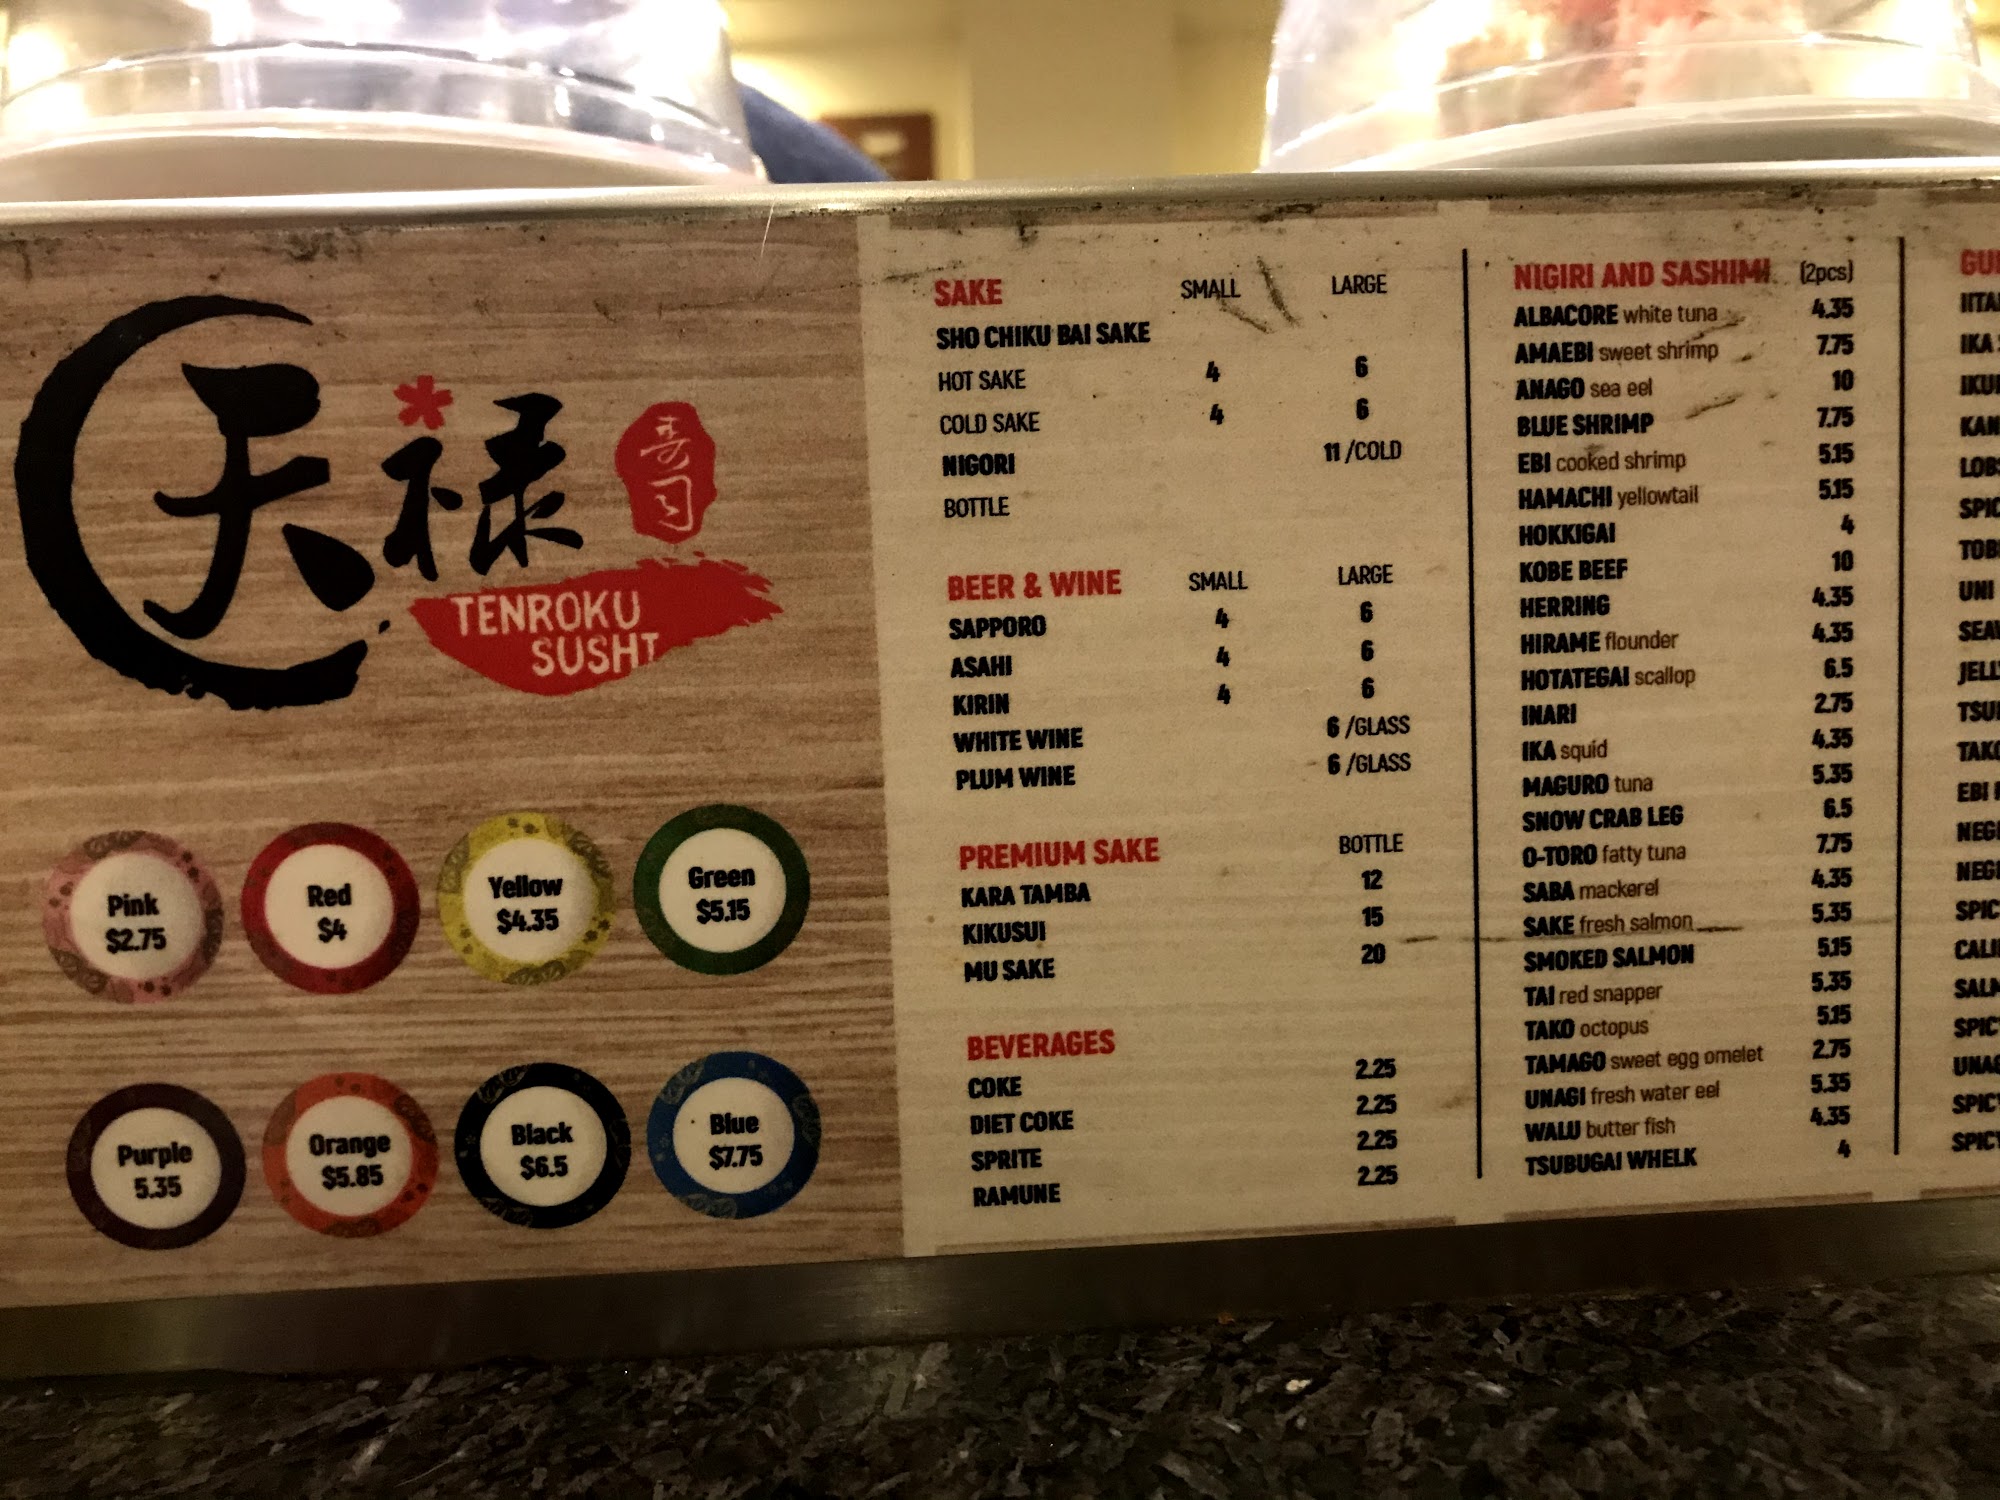 天禄
寿司
TENROKU
SUSHI
Pink
$2.75
Red
$4
Yellow
$4.35
Green
$5.15
Purple
5.35
Orange
$5.85
Black
$6.5
Blue
$7.75
SAKE SMALL LARGE
SHO CHIKU BAI SAKE
HOT SAKE 4 6
COLD SAKE 4 6
NIGORI 11 /COLD
BOTTLE
BEER & WINE SMALL LARGE
SAPPORO 4 6
ASAHI 4 6
KIRIN 4 6
WHITE WINE 6 /GLASS
PLUM WINE 6 /GLASS
PREMIUM SAKE BOTTLE
KARA TAMBA 12
KIKUSUI 15
MU SAKE 20
BEVERAGES
COKE 2.25
DIET COKE 2.25
SPRITE 2.25
RAMUNE 2.25
NIGIRI AND SASHIMI (2pcs)
ALBACORE white tuna 4.35
AMAEBI sweet shrimp 7.75
ANAGO sea eel 10
BLUE SHRIMP 7.75
EBI cooked shrimp 5.15
HAMACHI yellowtail 5.15
HOKKIGAI 4
KOBE BEEF 10
HERRING 4.35
HIRAME flounder 4.35
HOTATEGAI scallop 6.5
INARI 2.75
IKA squid 4.35
MAGURO tuna 5.35
SNOW CRAB LEG 6.5
O-TORO fatty tuna 7.75
SABA mackerel 4.35
SAKE fresh salmon 5.35
SMOKED SALMON 5.15
TAI red snapper 5.35
TAKO octopus 5.15
TAMAGO sweet egg omelet 2.75
UNAGI fresh water eel 5.35
WALU butter fish 4.35
TSUBUGAI WHELK 4
IKA
UNI